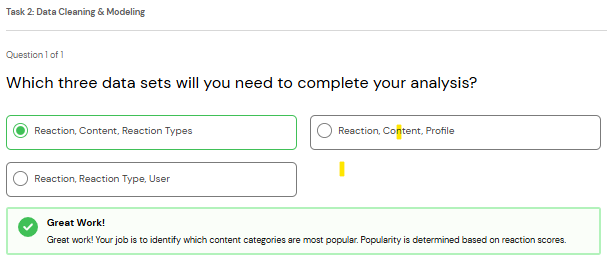 Task 2: Data Cleaning & Modeling
Question 1 of 1
Which three data sets will you need to complete your analysis?
Reaction, Content, Reaction Types
Reaction, Content, Profile
Reaction, Reaction Type, User
Great Work!
Great work! Your job is to identify which content categories are most popular. Popularity is determined based on reaction scores.